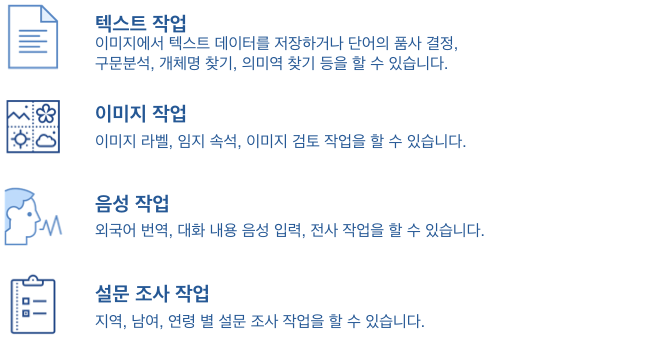 텍스트 작업
이미지에서 텍스트 데이터를 저장하거나 단어의 품사 결정,
구문분석, 개체명 찾기, 의미역 찾기 등을 할 수 있습니다.
이미지 작업
이미지 라벨, 임지 속석, 이미지 검토 작업을 할 수 있습니다.
음성 작업
외국어 번역, 대화 내용 음성 입력, 전사 작업을 할 수 있습니다.
설문 조사 작업
지역, 남여, 연령 별 설문 조사 작업을 할 수 있습니다.